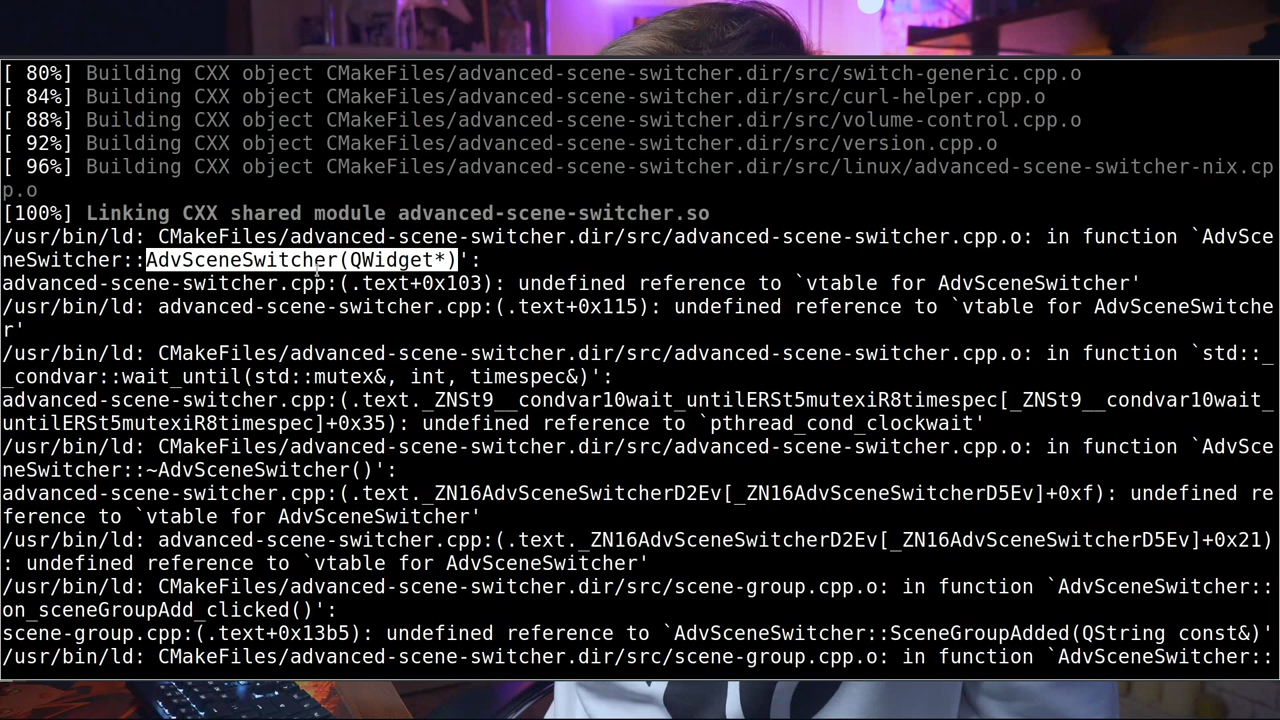 [ 80%] Building CXX object CMakeFiles/advanced-scene-switcher.dir/src/switch-generic.cpp.o
[ 84%] Building CXX object CMakeFiles/advanced-scene-switcher.dir/src/curl-helper.cpp.o
[ 88%] Building CXX object CMakeFiles/advanced-scene-switcher.dir/src/volume-control.cpp.o
[ 92%] Building CXX object CMakeFiles/advanced-scene-switcher.dir/src/version.cpp.o
[ 96%] Building CXX object CMakeFiles/advanced-scene-switcher.dir/src/linux/advanced-scene-switcher-nix.cp
p.o
[100%] Linking CXX shared module advanced-scene-switcher.so
/usr/bin/ld: CMakeFiles/advanced-scene-switcher.dir/src/advanced-scene-switcher.cpp.o: in function `AdvSce
neSwitcher::AdvSceneSwitcher(QWidget*)':
advanced-scene-switcher.cpp:(.text+0x103): undefined reference to `vtable for AdvSceneSwitcher'
/usr/bin/ld: advanced-scene-switcher.cpp:(.text+0x115): undefined reference to `vtable for AdvSceneSwitche
r'
/usr/bin/ld: CMakeFiles/advanced-scene-switcher.dir/src/advanced-scene-switcher.cpp.o: in function `std::_
_condvar::wait_until(std::mutex&, int, timespec&)':
advanced-scene-switcher.cpp:(.text._ZNSt9__condvar10wait_untilERSt5mutexiR8timespec[_ZNSt9__condvar10wait_
untilERSt5mutexiR8timespec]+0x35): undefined reference to `pthread_cond_clockwait'
/usr/bin/ld: CMakeFiles/advanced-scene-switcher.dir/src/advanced-scene-switcher.cpp.o: in function `AdvSce
neSwitcher::~AdvSceneSwitcher()':
advanced-scene-switcher.cpp:(.text._ZN16AdvSceneSwitcherD2Ev[_ZN16AdvSceneSwitcherD5Ev]+0xf): undefined re
ference to `vtable for AdvSceneSwitcher'
/usr/bin/ld: advanced-scene-switcher.cpp:(.text._ZN16AdvSceneSwitcherD2Ev[_ZN16AdvSceneSwitcherD5Ev]+0x21)
: undefined reference to `vtable for AdvSceneSwitcher'
/usr/bin/ld: CMakeFiles/advanced-scene-switcher.dir/src/scene-group.cpp.o: in function `AdvSceneSwitcher::
on_sceneGroupAdd_clicked()':
scene-group.cpp:(.text+0x13b5): undefined reference to `AdvSceneSwitcher::SceneGroupAdded(QString const&)'
/usr/bin/ld: CMakeFiles/advanced-scene-switcher.dir/src/scene-group.cpp.o: in function `AdvSceneSwitcher::